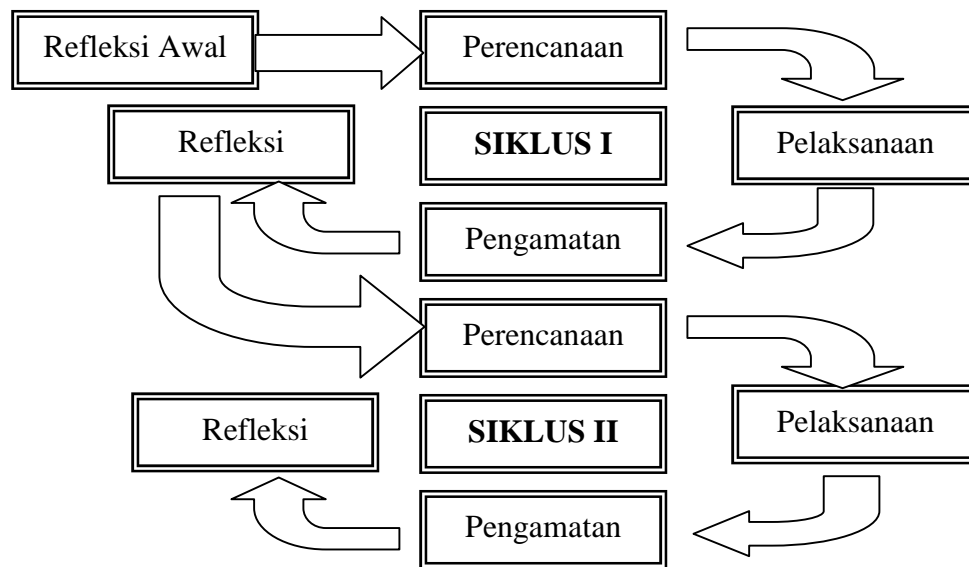 Refleksi Awal
Perencanaan
Refleksi
SIKLUS I
Pelaksanaan
Pengamatan
Perencanaan
Refleksi
SIKLUS II
Pelaksanaan
Pengamatan